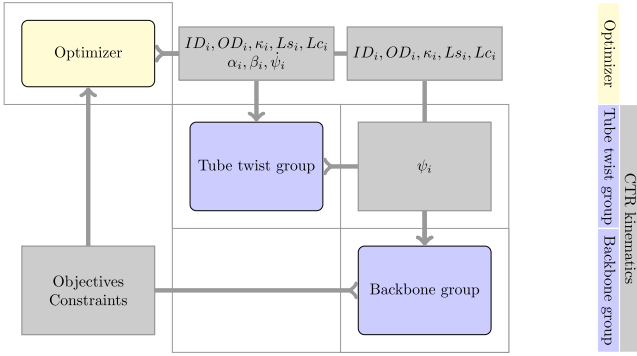 Optimizer
ID_i, OD_i, κ_i, Ls_i, Lc_i
α_i, β_i, ψ̇_i
ID_i, OD_i, κ_i, Ls_i, Lc_i
Tube twist group
ψ_i
Objectives
Constraints
Backbone group
Optimizer
Tube twist group
Backbone group
CTR kinematics